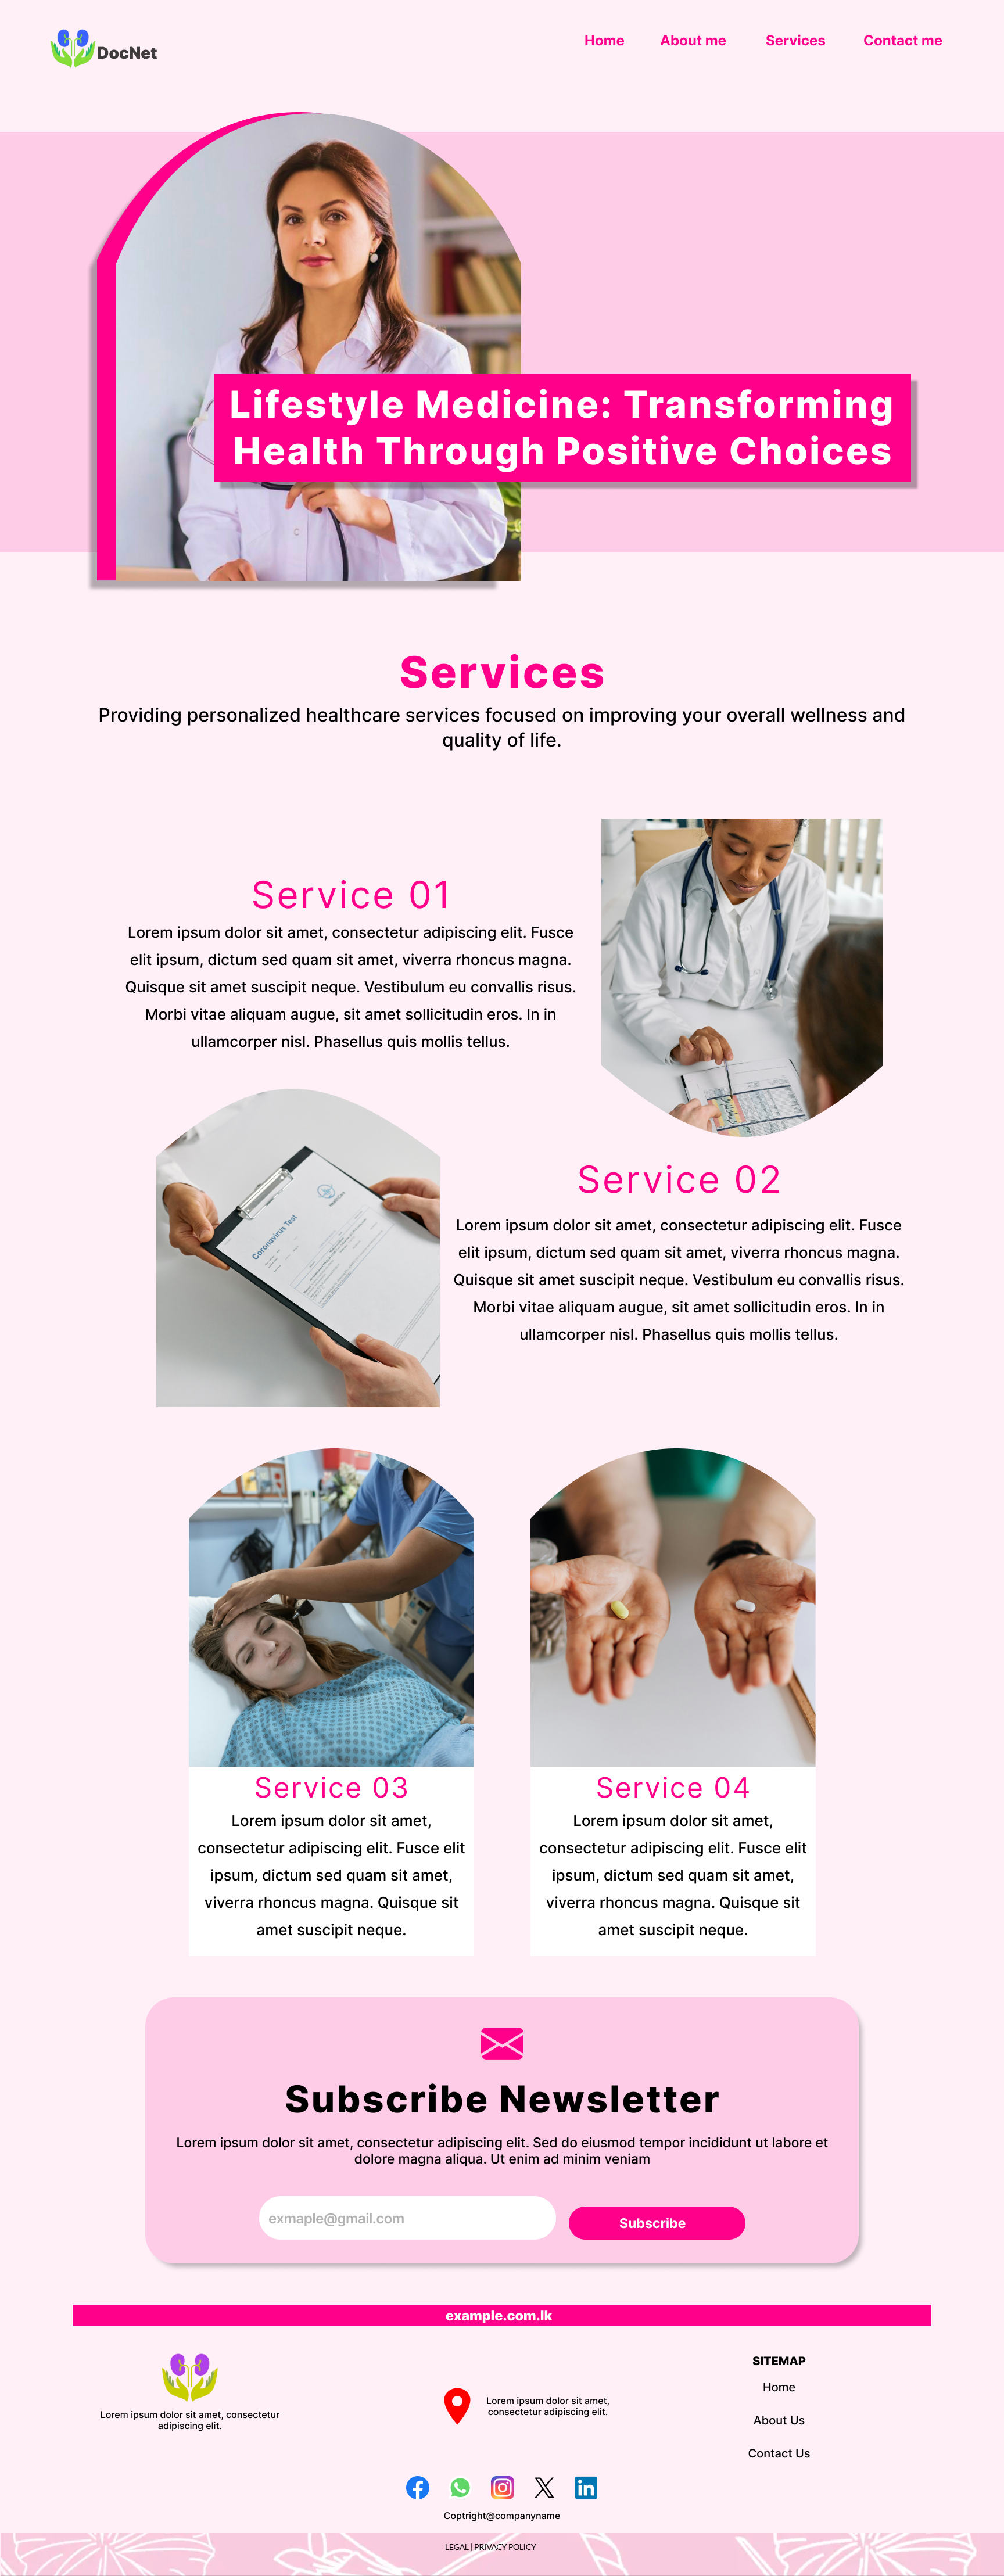 DocNet
Home
About me
Services
Contact me
Lifestyle Medicine: Transforming
Health Through Positive Choices
Services
Providing personalized healthcare services focused on improving your overall wellness and
quality of life.
Service 01
Lorem ipsum dolor sit amet, consectetur adipiscing elit. Fusce
elit ipsum, dictum sed quam sit amet, viverra rhoncus magna.
Quisque sit amet suscipit neque. Vestibulum eu convallis risus.
Morbi vitae aliquam augue, sit amet sollicitudin eros. In in
ullamcorper nisl. Phasellus quis mollis tellus.
Coronavirus Test
Service 02
Lorem ipsum dolor sit amet, consectetur adipiscing elit. Fusce
elit ipsum, dictum sed quam sit amet, viverra rhoncus magna.
Quisque sit amet suscipit neque. Vestibulum eu convallis risus.
Morbi vitae aliquam augue, sit amet sollicitudin eros. In in
ullamcorper nisl. Phasellus quis mollis tellus.
Service 03
Lorem ipsum dolor sit amet,
consectetur adipiscing elit. Fusce elit
ipsum, dictum sed quam sit amet,
viverra rhoncus magna. Quisque sit
amet suscipit neque.
Service 04
Lorem ipsum dolor sit amet,
consectetur adipiscing elit. Fusce elit
ipsum, dictum sed quam sit amet,
viverra rhoncus magna. Quisque sit
amet suscipit neque.
Subscribe Newsletter
Lorem ipsum dolor sit amet, consectetur adipiscing elit. Sed do eiusmod tempor incididunt ut labore et
dolore magna aliqua. Ut enim ad minim veniam
exmaple@gmail.com
Subscribe
example.com.lk
Lorem ipsum dolor sit amet, consectetur
adipiscing elit.
Lorem ipsum dolor sit amet,
consectetur adipiscing elit.
SITEMAP
Home
About Us
Contact Us
Coptright@companyname
LEGAL | PRIVACY POLICY